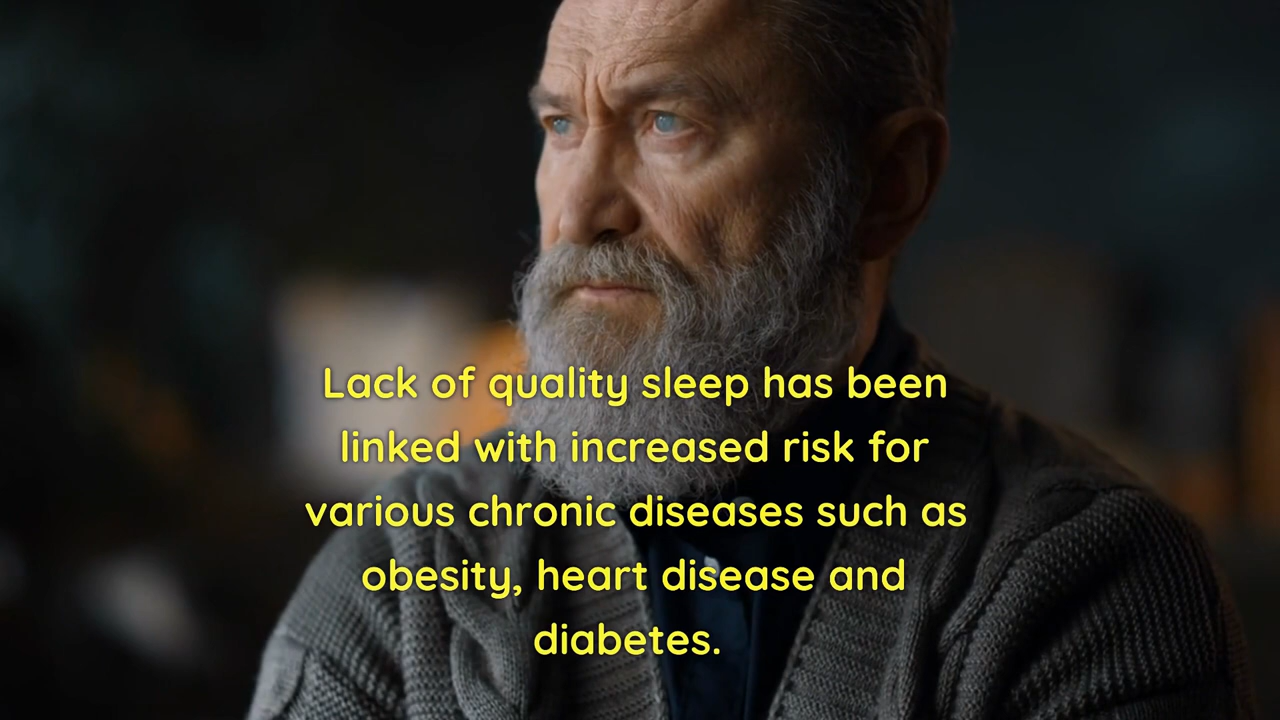 Lack of quality sleep has been
linked with increased risk for
various chronic diseases such as
obesity, heart disease and
diabetes.